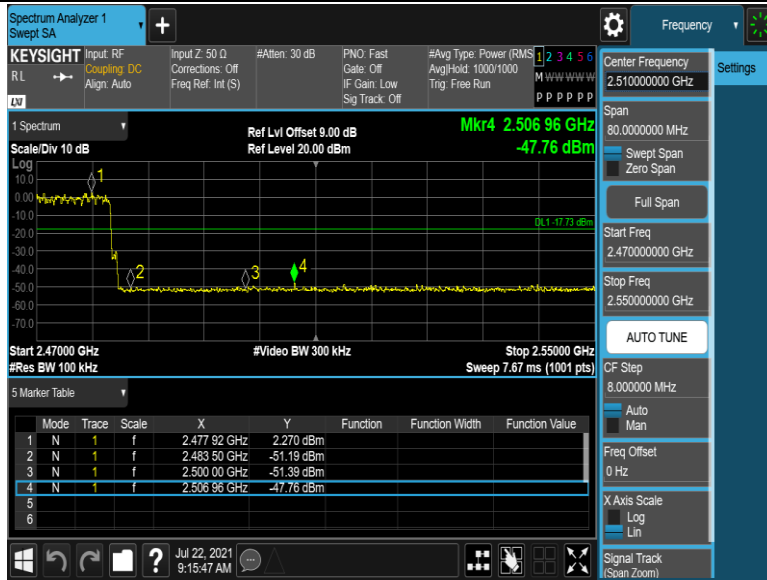 Spectrum Analyzer 1
Swept SA
Frequency
KEYSIGHT
RL
LXI
Input: RF
Coupling: DC
Align: Auto
Input Z: 50 Ω
Corrections: Off
Freq Ref: Int (S)
#Atten: 30 dB
PNO: Fast
Gate: Off
IF Gain: Low
Sig Track: Off
#Avg Type: Power (RMS
Avg|Hold: 1000/1000
Trig: Free Run
1 2 3 4 5 6
M W W W W W
P P P P P P
1 Spectrum
Scale/Div 10 dB
Ref Lvl Offset 9.00 dB
Ref Level 20.00 dBm
Mkr4 2.506 96 GHz
-47.76 dBm
Log
10.0
0.00
-10.0
-20.0
-30.0
-40.0
-50.0
-60.0
-70.0
1
2
3
4
DL1 -17.73 dBm
Start 2.47000 GHz
#Res BW 100 kHz
#Video BW 300 kHz
Stop 2.55000 GHz
Sweep 7.67 ms (1001 pts)
5 Marker Table
Mode Trace Scale X Y Function Function Width Function Value
1 N 1 f 2.477 92 GHz 2.270 dBm
2 N 1 f 2.483 50 GHz -51.19 dBm
3 N 1 f 2.500 00 GHz -51.39 dBm
4 N 1 f 2.506 96 GHz -47.76 dBm
5
6
Jul 22, 2021
9:15:47 AM
Center Frequency
2.510000000 GHz
Span
80.0000000 MHz
Swept Span
Zero Span
Full Span
Start Freq
2.470000000 GHz
Stop Freq
2.550000000 GHz
AUTO TUNE
CF Step
8.000000 MHz
Auto
Man
Freq Offset
0 Hz
X Axis Scale
Log
Lin
Signal Track
(Span Zoom)
Settings